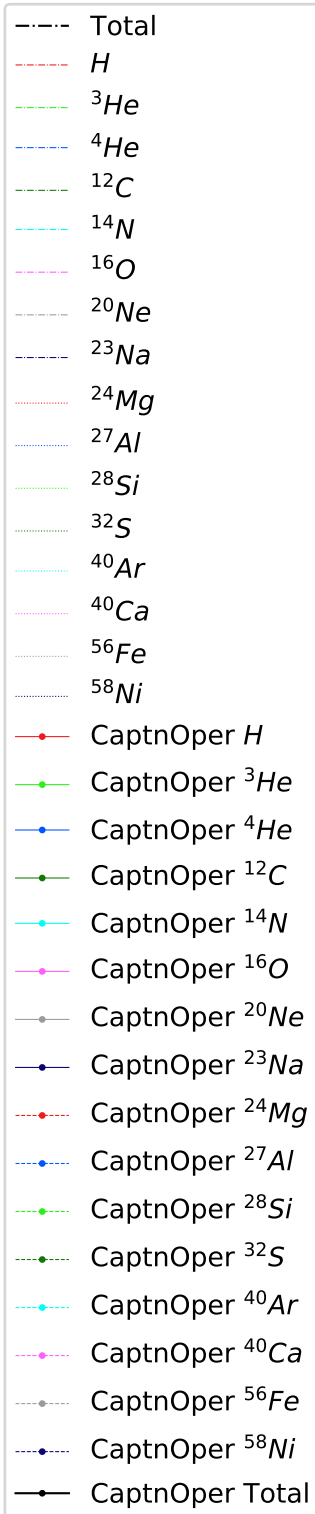 Total
H
³He
⁴He
¹²C
¹⁴N
¹⁶O
²⁰Ne
²³Na
²⁴Mg
²⁷Al
²⁸Si
³²S
⁴⁰Ar
⁴⁰Ca
⁵⁶Fe
⁵⁸Ni
CaptnOper H
CaptnOper ³He
CaptnOper ⁴He
CaptnOper ¹²C
CaptnOper ¹⁴N
CaptnOper ¹⁶O
CaptnOper ²⁰Ne
CaptnOper ²³Na
CaptnOper ²⁴Mg
CaptnOper ²⁷Al
CaptnOper ²⁸Si
CaptnOper ³²S
CaptnOper ⁴⁰Ar
CaptnOper ⁴⁰Ca
CaptnOper ⁵⁶Fe
CaptnOper ⁵⁸Ni
CaptnOper Total